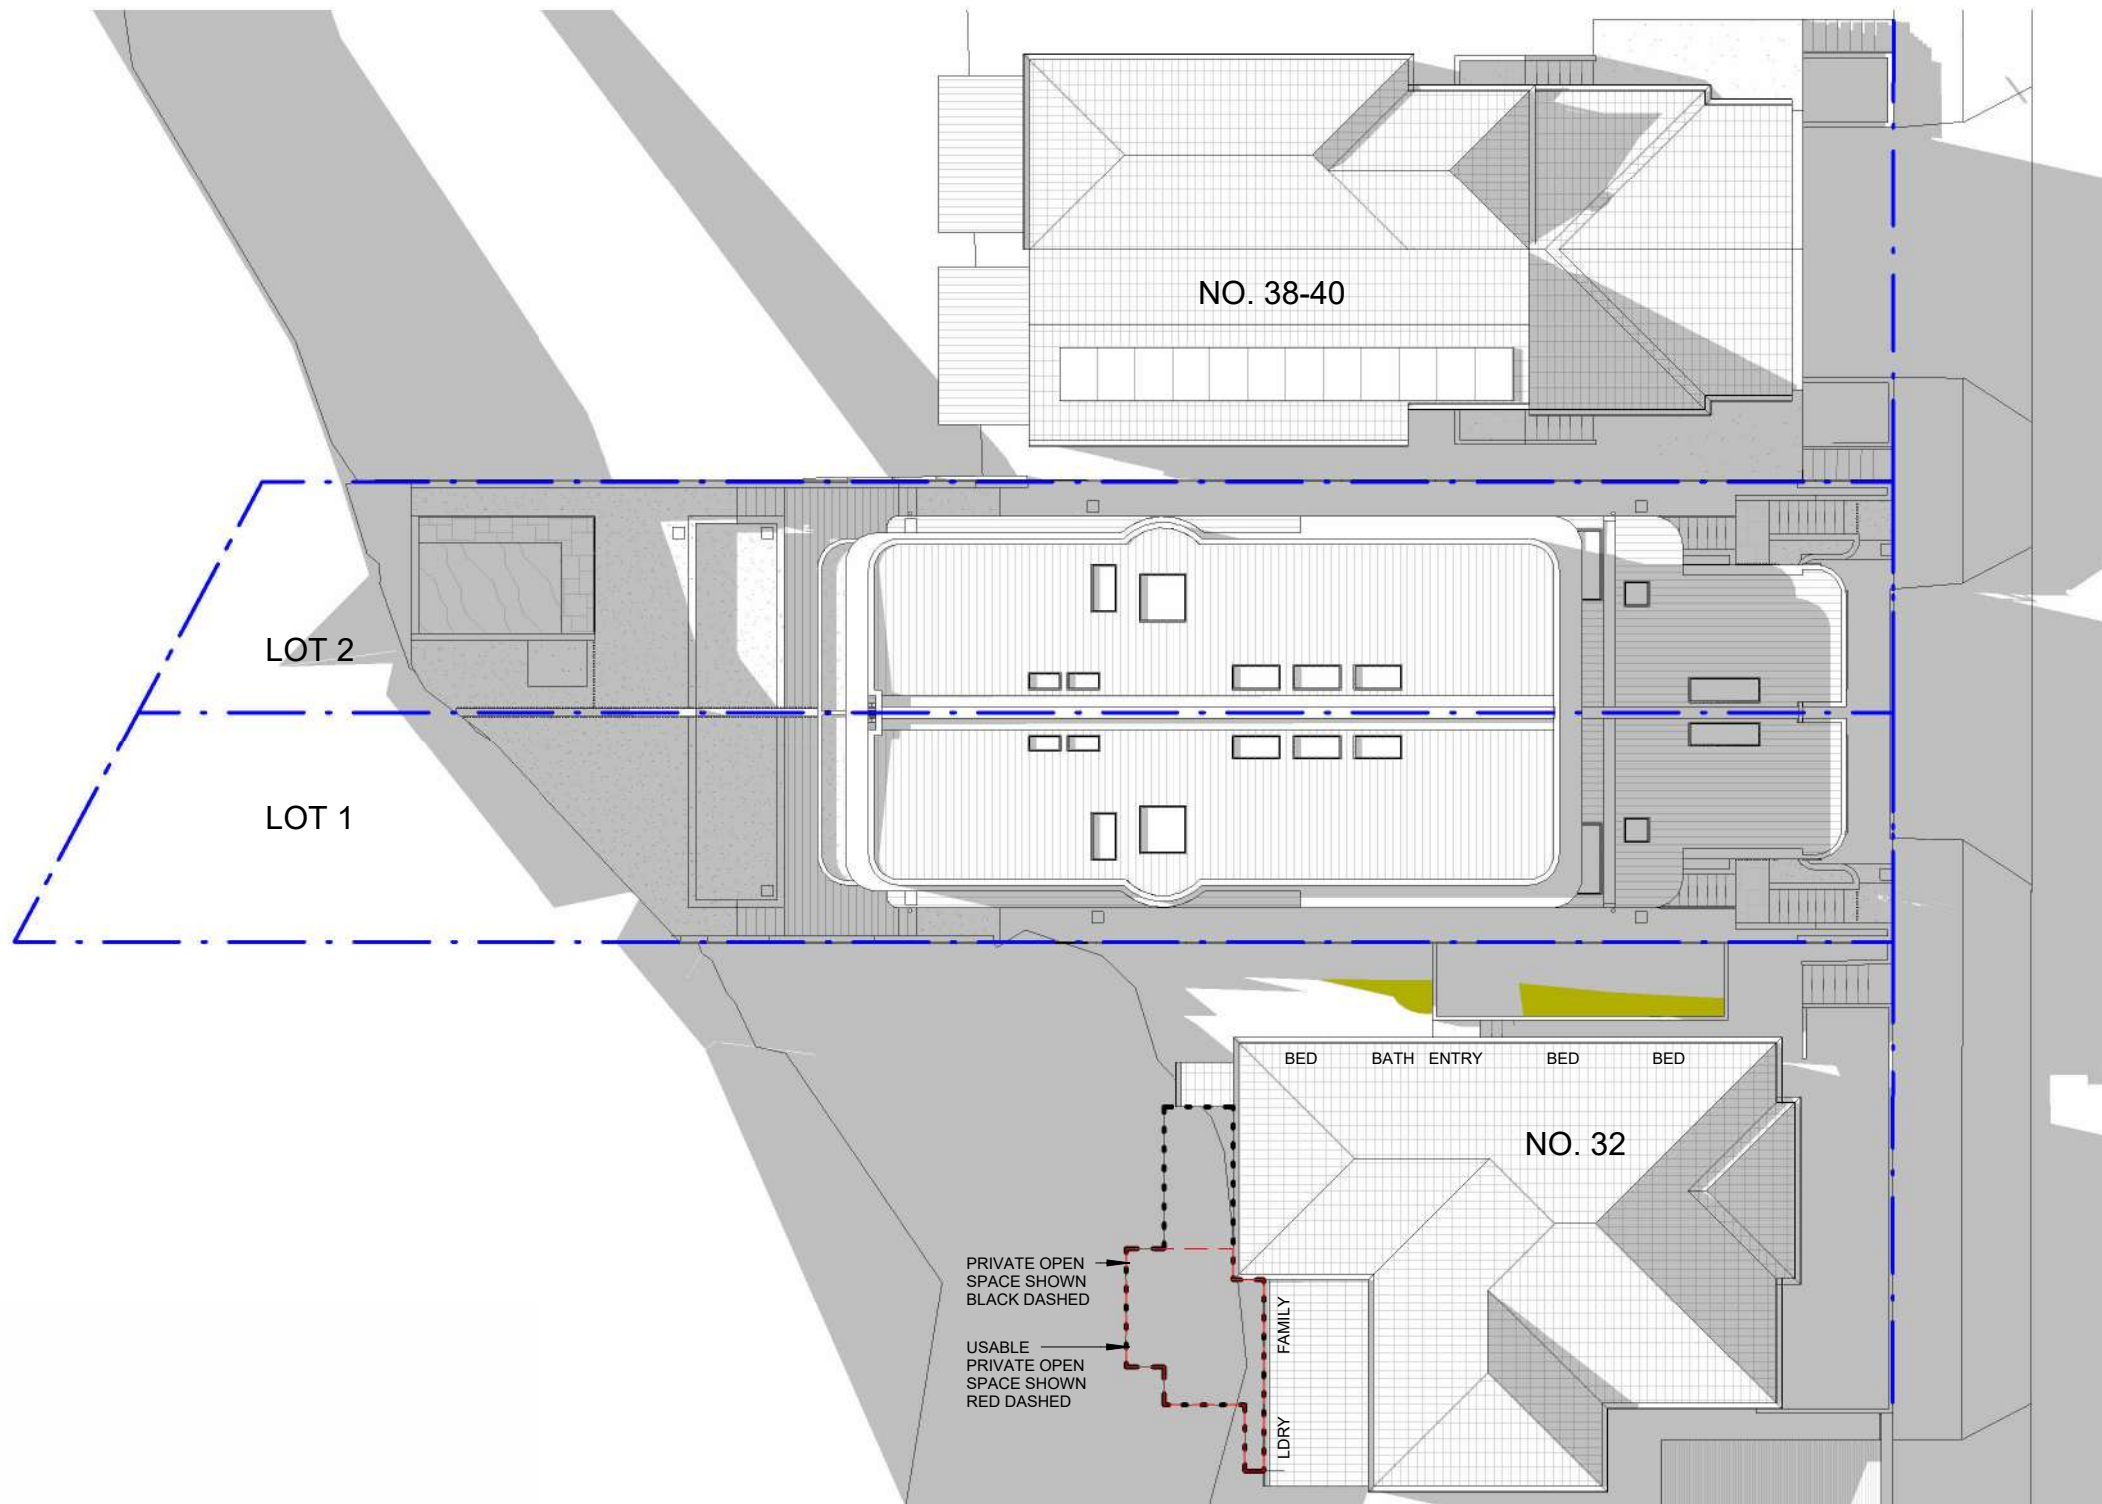 NO. 38-40
LOT 2
LOT 1
BED BATH ENTRY BED BED
NO. 32
PRIVATE OPEN
SPACE SHOWN
BLACK DASHED
USABLE
PRIVATE OPEN
SPACE SHOWN
RED DASHED
FAMILY
LDRY